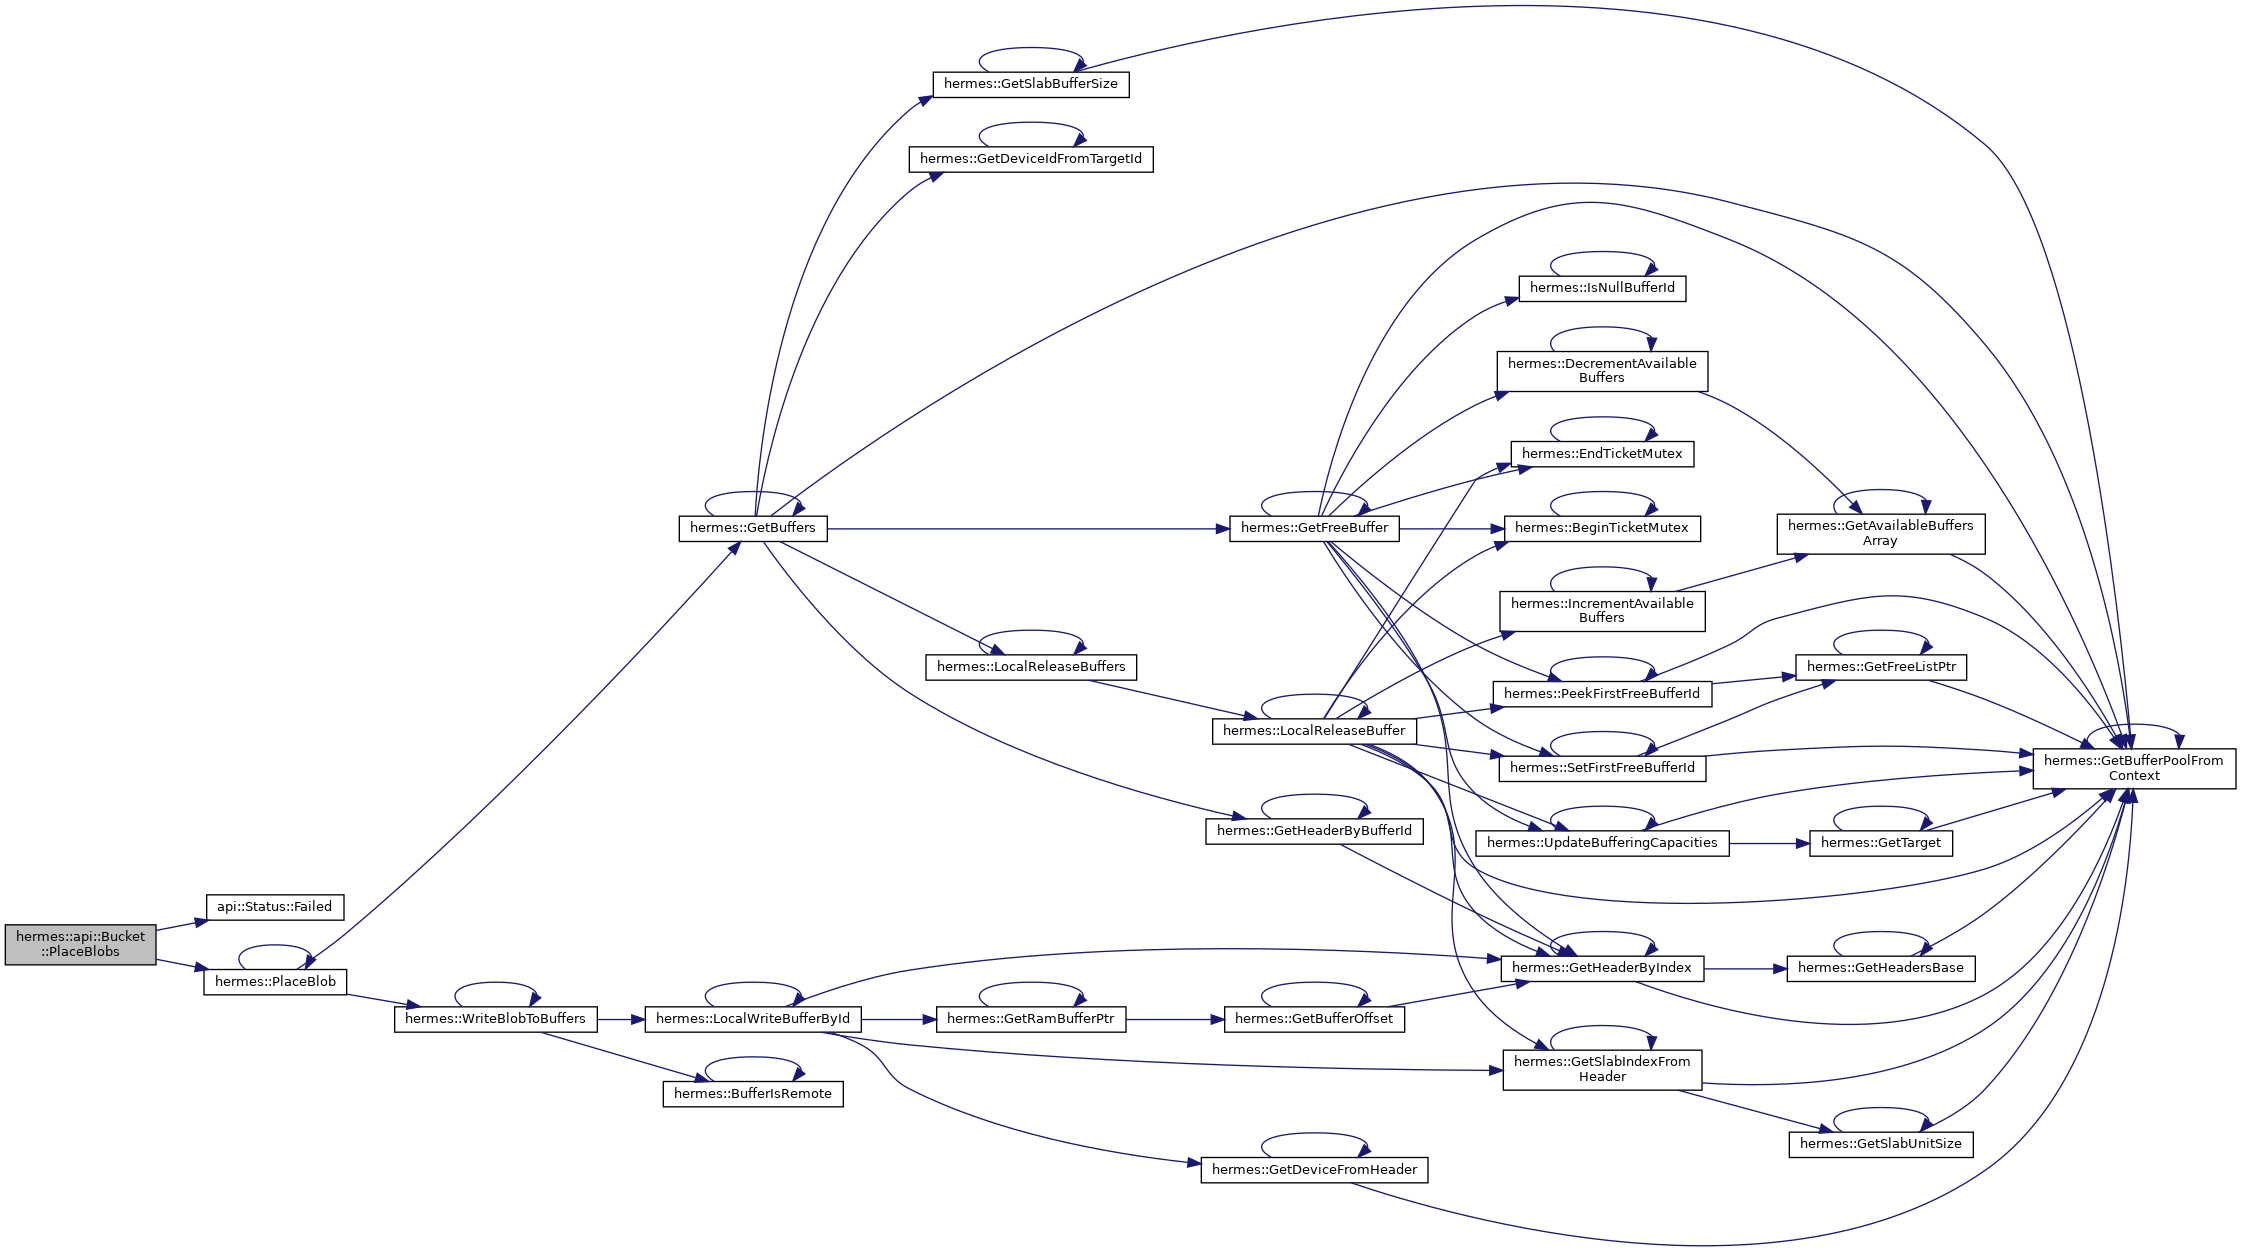 hermes::GetSlabBufferSize
hermes::GetDeviceIdFromTargetId
hermes::IsNullBufferId
hermes::DecrementAvailable
Buffers
hermes::EndTicketMutex
hermes::GetBuffers
hermes::GetFreeBuffer
hermes::BeginTicketMutex
hermes::GetAvailableBuffers
Array
hermes::IncrementAvailable
Buffers
hermes::LocalReleaseBuffers
hermes::GetFreeListPtr
hermes::PeekFirstFreeBufferId
hermes::LocalReleaseBuffer
hermes::SetFirstFreeBufferId
hermes::GetBufferPoolFrom
Context
hermes::GetHeaderByBufferId
hermes::UpdateBufferingCapacities
hermes::GetTarget
api::Status::Failed
hermes::api::Bucket
::PlaceBlobs
hermes::PlaceBlob
hermes::GetHeaderByIndex
hermes::GetHeadersBase
hermes::WriteBlobToBuffers
hermes::LocalWriteBufferById
hermes::GetRamBufferPtr
hermes::GetBufferOffset
hermes::GetSlabIndexFrom
Header
hermes::BufferIsRemote
hermes::GetSlabUnitSize
hermes::GetDeviceFromHeader